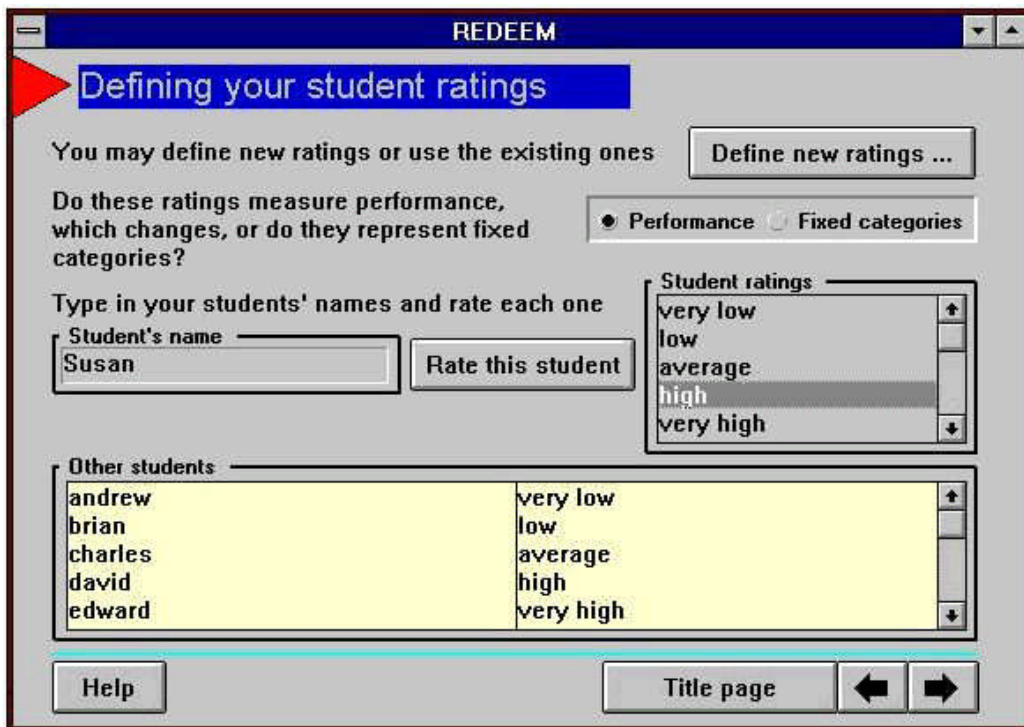 REDEEM
Defining your student ratings
You may define new ratings or use the existing ones
Define new ratings ...
Do these ratings measure performance,
which changes, or do they represent fixed
categories?
Performance
Fixed categories
Type in your students' names and rate each one
Student's name
Susan
Rate this student
Student ratings
very low
low
average
high
very high
Other students
andrew very low
brian low
charles average
david high
edward very high
Help
Title page